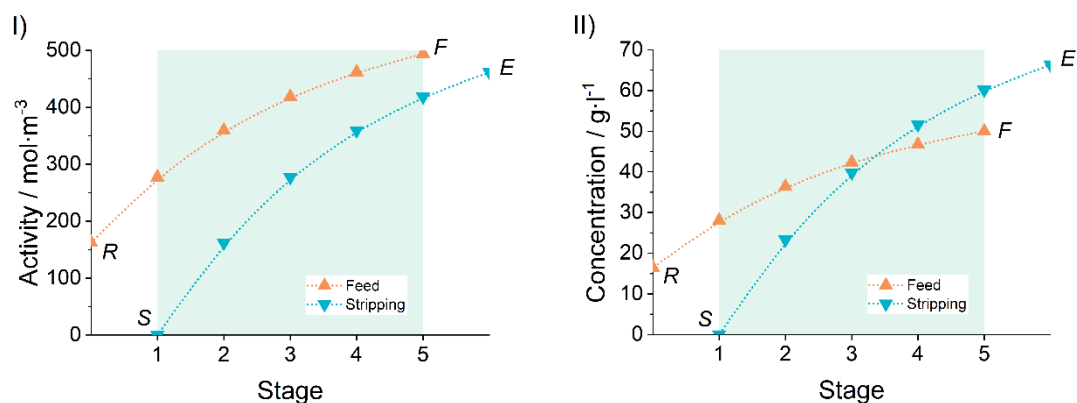 I)
500
400
300
200
100
0
Activity / mol·m⁻³
R
S
F
E
Feed
Stripping
1 2 3 4 5
Stage
II)
70
60
50
40
30
20
10
0
Concentration / g·l⁻¹
R
S
E
F
Feed
Stripping
1 2 3 4 5
Stage